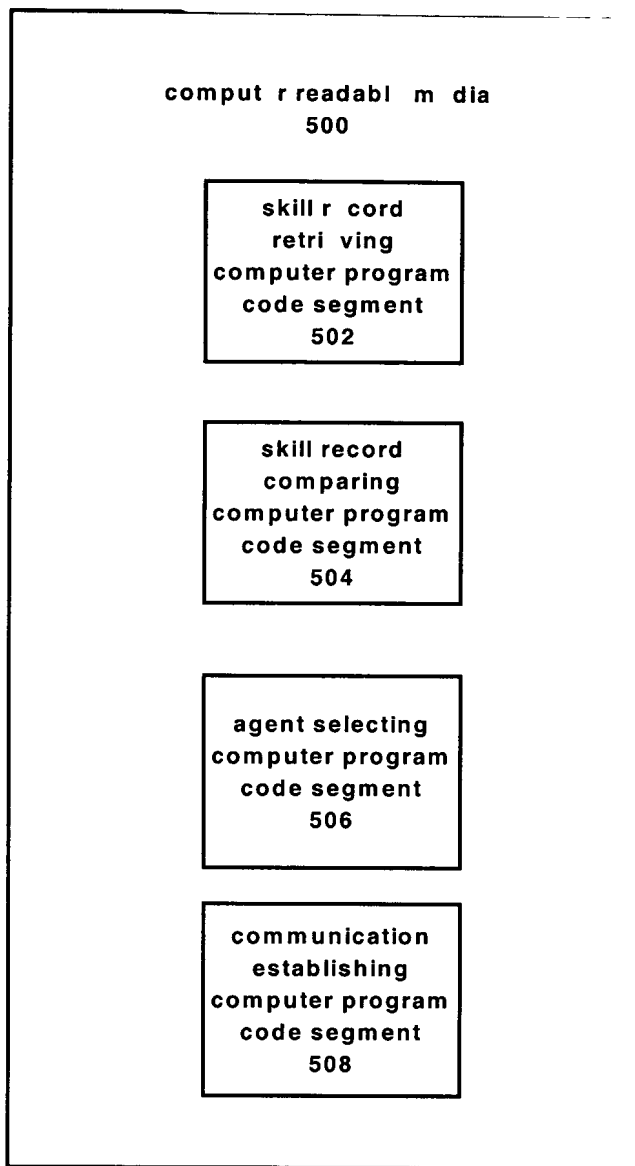 comput r readabl m dia
500
skill r cord
retri ving
computer program
code segment
502
skill record
comparing
computer program
code segment
504
agent selecting
computer program
code segment
506
communication
establishing
computer program
code segment
508